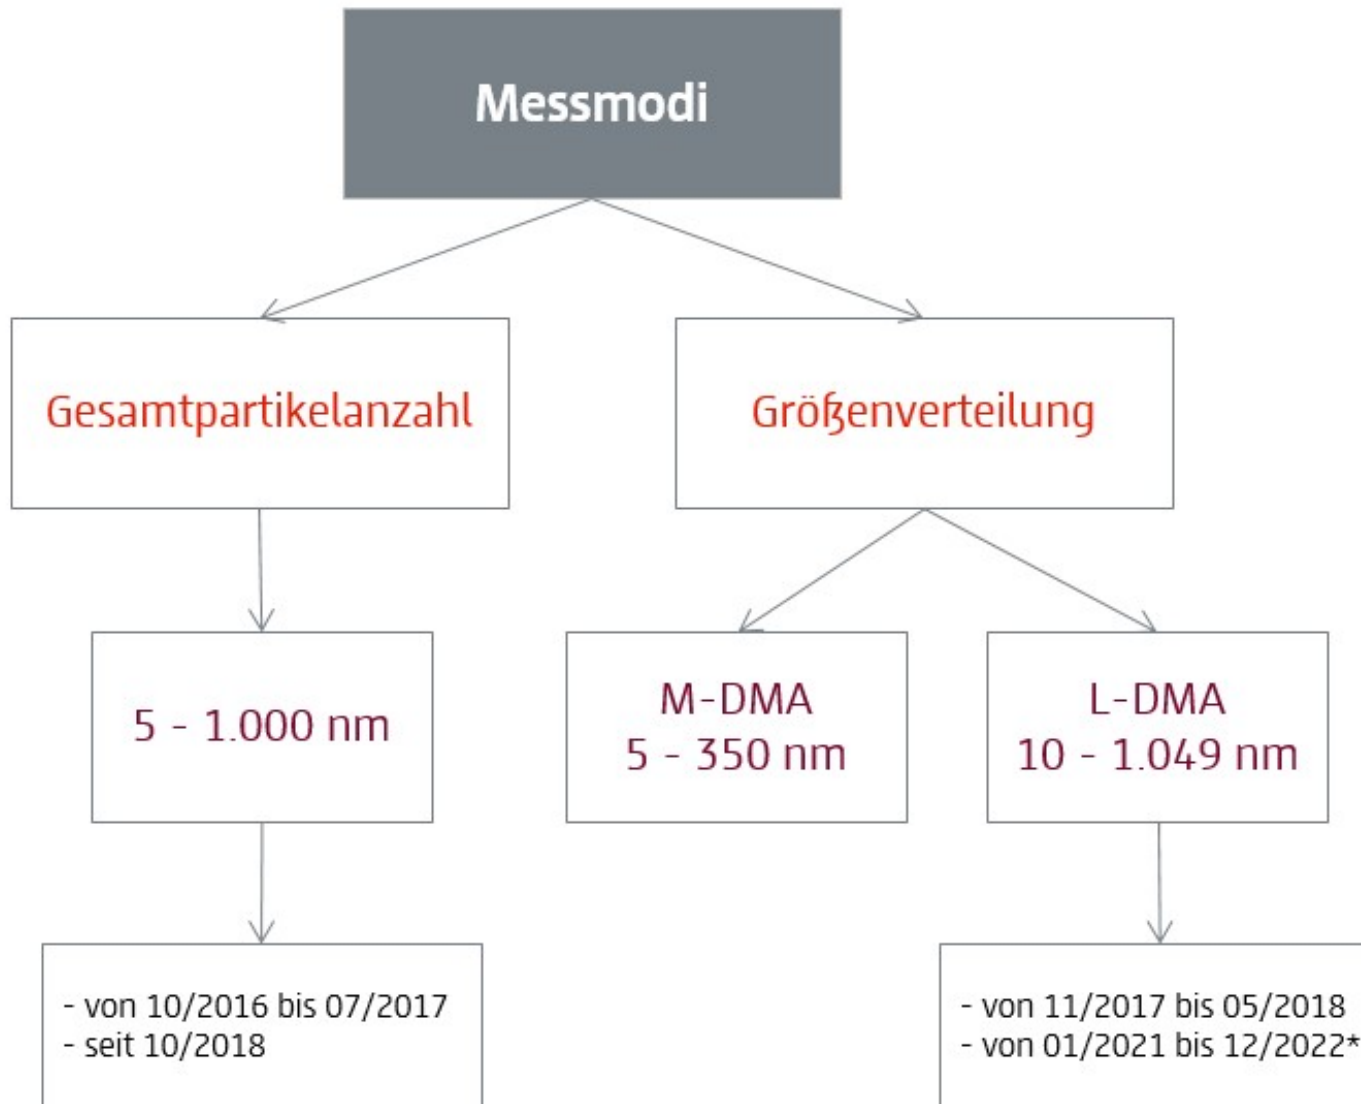 Messmodi
Gesamtpartikelanzahl
Größenverteilung
5 - 1.000 nm
M-DMA
5 - 350 nm
L-DMA
10 - 1.049 nm
- von 10/2016 bis 07/2017
- seit 10/2018
- von 11/2017 bis 05/2018
- von 01/2021 bis 12/2022*